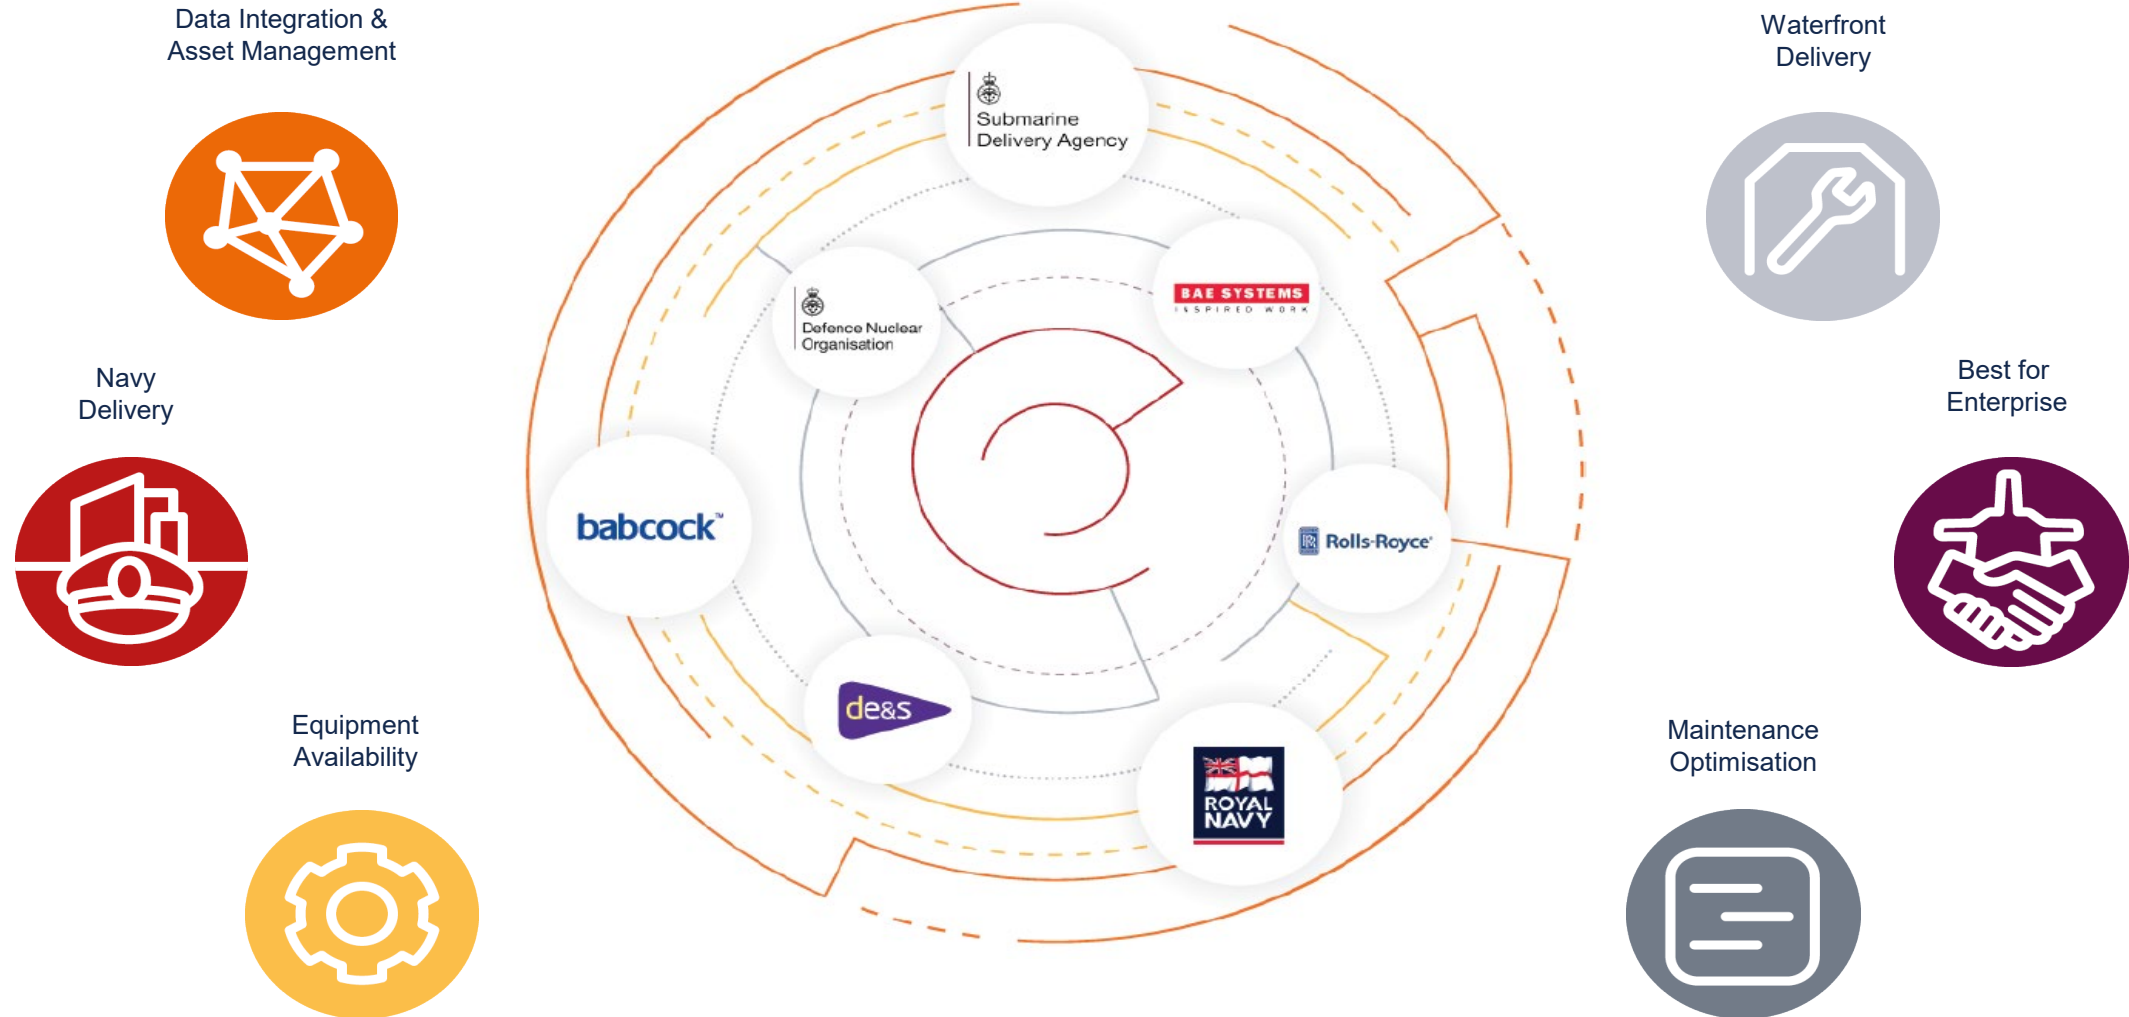 Data Integration &
Asset Management
Waterfront
Delivery
Submarine
Delivery Agency
BAE SYSTEMS
INSPIRED WORK
Defence Nuclear
Organisation
Navy
Delivery
Best for
Enterprise
babcock™
Rolls-Royce®
de&s
Equipment
Availability
Maintenance
Optimisation
ROYAL
NAVY